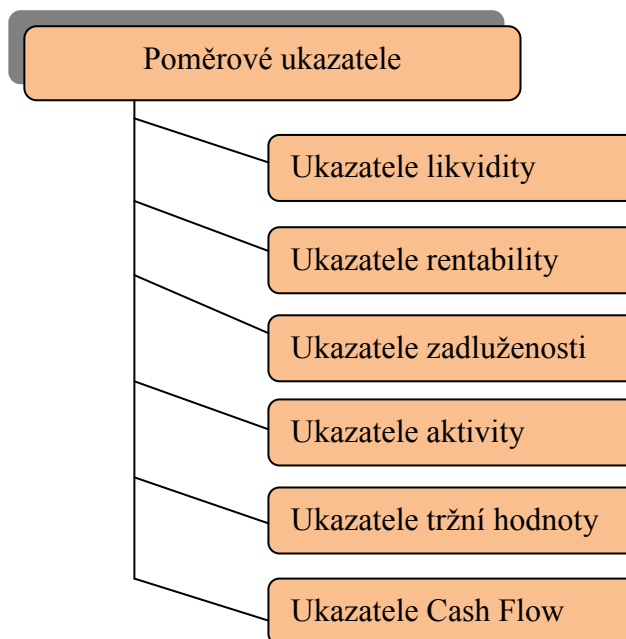 Poměrové ukazatele
Ukazatele likvidity
Ukazatele rentability
Ukazatele zadluženosti
Ukazatele aktivity
Ukazatele tržní hodnoty
Ukazatele Cash Flow